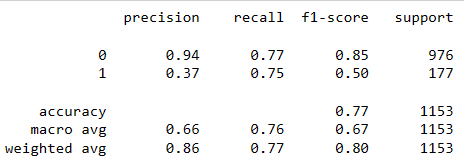 precision recall f1-score support
0 0.94 0.77 0.85 976
1 0.37 0.75 0.50 177
accuracy 0.77 1153
macro avg 0.66 0.76 0.67 1153
weighted avg 0.86 0.77 0.80 1153